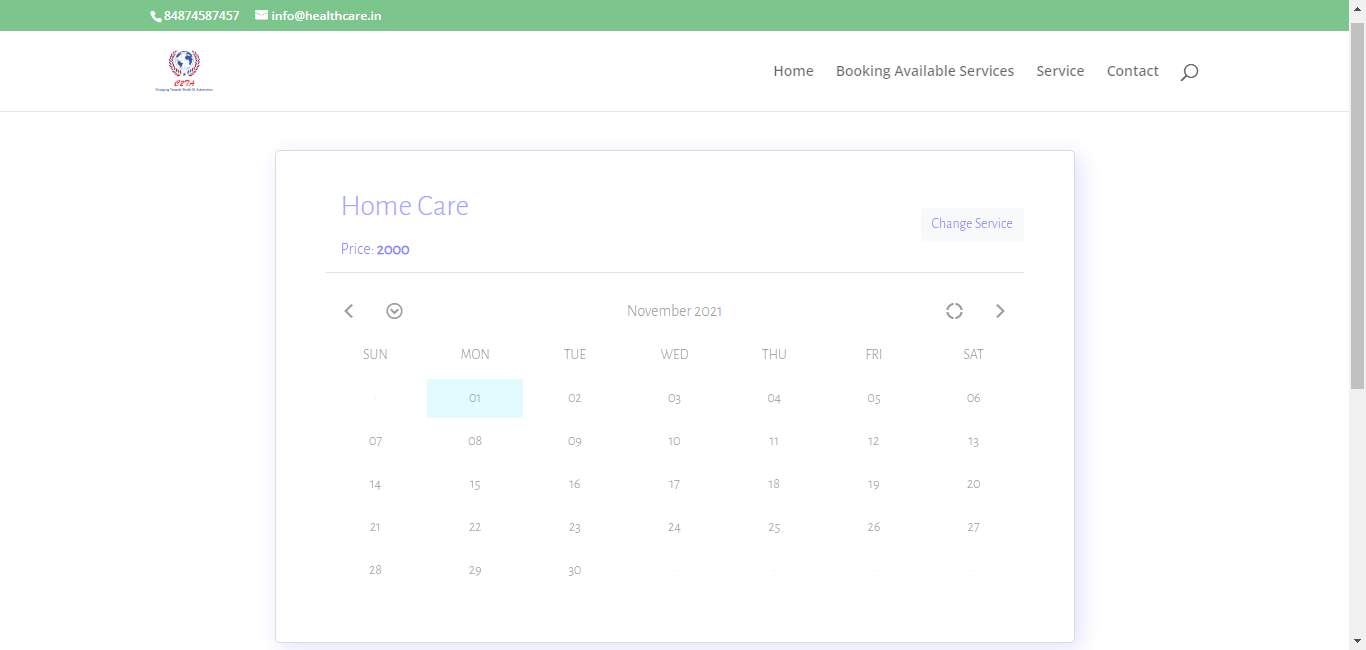 84874587457 info@healthcare.in
CETA
Changing Towards World Of Automation
Home Booking Available Services Service Contact
Home Care
Change Service
Price: 2000
November 2021
SUN MON TUE WED THU FRI SAT
01 02 03 04 05 06
07 08 09 10 11 12 13
14 15 16 17 18 19 20
21 22 23 24 25 26 27
28 29 30